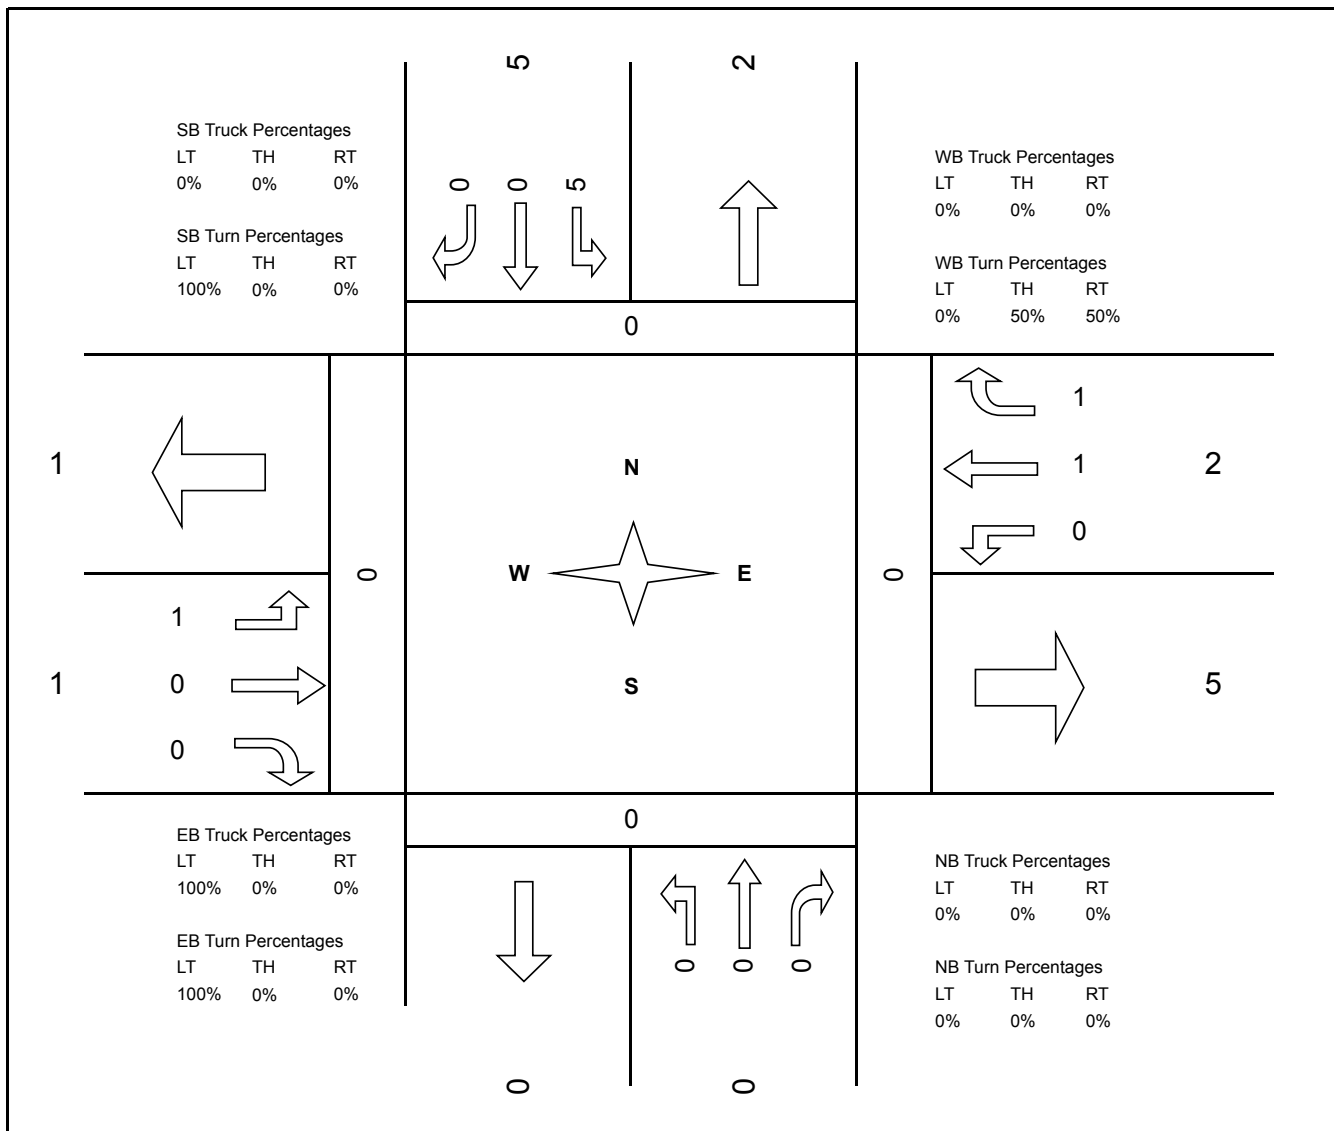 5 2
SB Truck Percentages
LT TH RT
0% 0% 0%
SB Turn Percentages
LT TH RT
100% 0% 0%
0 0 5
WB Truck Percentages
LT TH RT
0% 0% 0%
WB Turn Percentages
LT TH RT
0% 50% 50%
0
1
1
1 2
0
N
W E
S
0
0
1
1
0
0
1
5
0
EB Truck Percentages
LT TH RT
100% 0% 0%
EB Turn Percentages
LT TH RT
100% 0% 0%
0 0 0
NB Truck Percentages
LT TH RT
0% 0% 0%
NB Turn Percentages
LT TH RT
0% 0% 0%
0 0